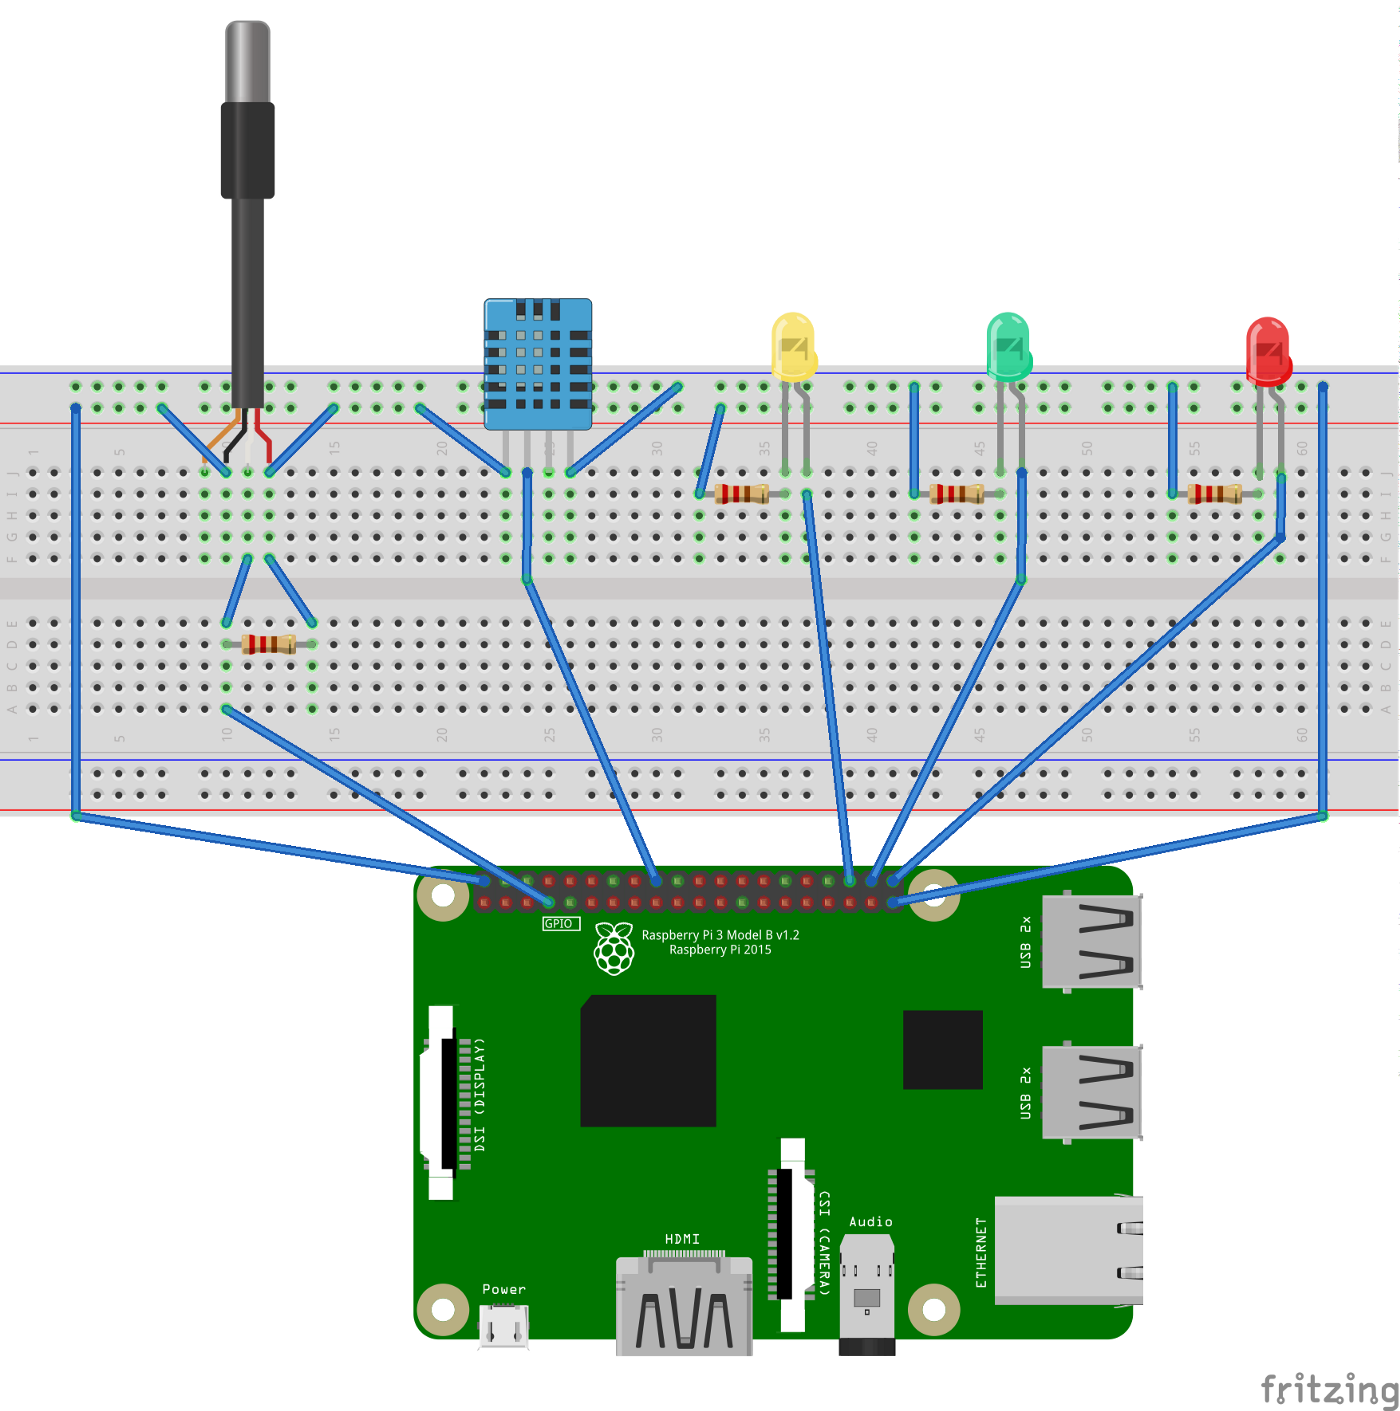 1 5 10 15 20 25 30 35 40 45 50 55 60
J J
I I
H H
G G
F F
E E
D D
C C
B B
A A
1 5 10 15 20 25 30 35 40 45 50 55 60
GPIO
Raspberry Pi 3 Model B v1.2
Raspberry Pi 2015
USB 2x
DSI (DISPLAY)
USB 2x
CSI (CAMERA)
Audio
ETHERNET
HDMI
Power
fritzing